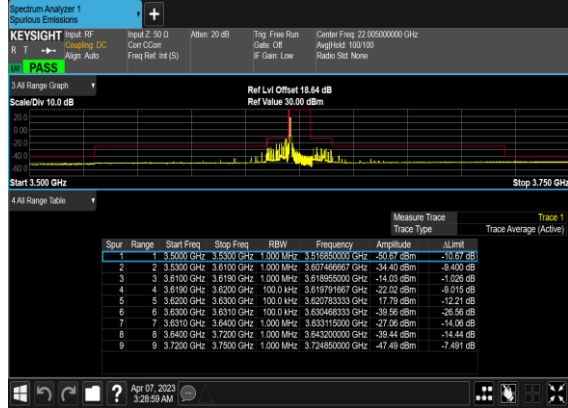 Spectrum Analyzer 1
Spurious Emissions
KEYSIGHT Input: RF Input Z: 50 Ω Atten: 20 dB Trig: Free Run Center Freq: 22.005000000 GHz
R T Coupling: DC Corr CCorr Gate: Off Avg|Hold: 100/100
Align: Auto Freq Ref: Int (S) IF Gain: Low Radio Std: None
PASS
3 All Range Graph
Ref Lvl Offset 18.64 dB
Scale/Div 10.0 dB Ref Value 30.00 dBm
20.0
0.00
-20.0
-40.0
-60.0
Start 3.500 GHz Stop 3.750 GHz
4 All Range Table
Measure Trace Trace 1
Trace Type Trace Average (Active)
Spur Range Start Freq Stop Freq RBW Frequency Amplitude ΔLimit
1 1 3.5000 GHz 3.5300 GHz 1.000 MHz 3.516850000 GHz -50.67 dBm -10.67 dB
2 2 3.5300 GHz 3.6100 GHz 1.000 MHz 3.607466667 GHz -34.40 dBm -9.400 dB
3 3 3.6100 GHz 3.6190 GHz 1.000 MHz 3.618955000 GHz -14.03 dBm -1.026 dB
4 4 3.6190 GHz 3.6200 GHz 100.0 kHz 3.619791667 GHz -22.02 dBm -9.015 dB
5 5 3.6200 GHz 3.6300 GHz 100.0 kHz 3.620783333 GHz 17.79 dBm -12.21 dB
6 6 3.6300 GHz 3.6310 GHz 100.0 kHz 3.630468333 GHz -39.56 dBm -26.56 dB
7 7 3.6310 GHz 3.6400 GHz 1.000 MHz 3.633115000 GHz -27.06 dBm -14.06 dB
8 8 3.6400 GHz 3.7200 GHz 1.000 MHz 3.643200000 GHz -39.44 dBm -14.44 dB
9 9 3.7200 GHz 3.7500 GHz 1.000 MHz 3.724850000 GHz -47.49 dBm -7.491 dB
Apr 07, 2023
3:28:59 AM